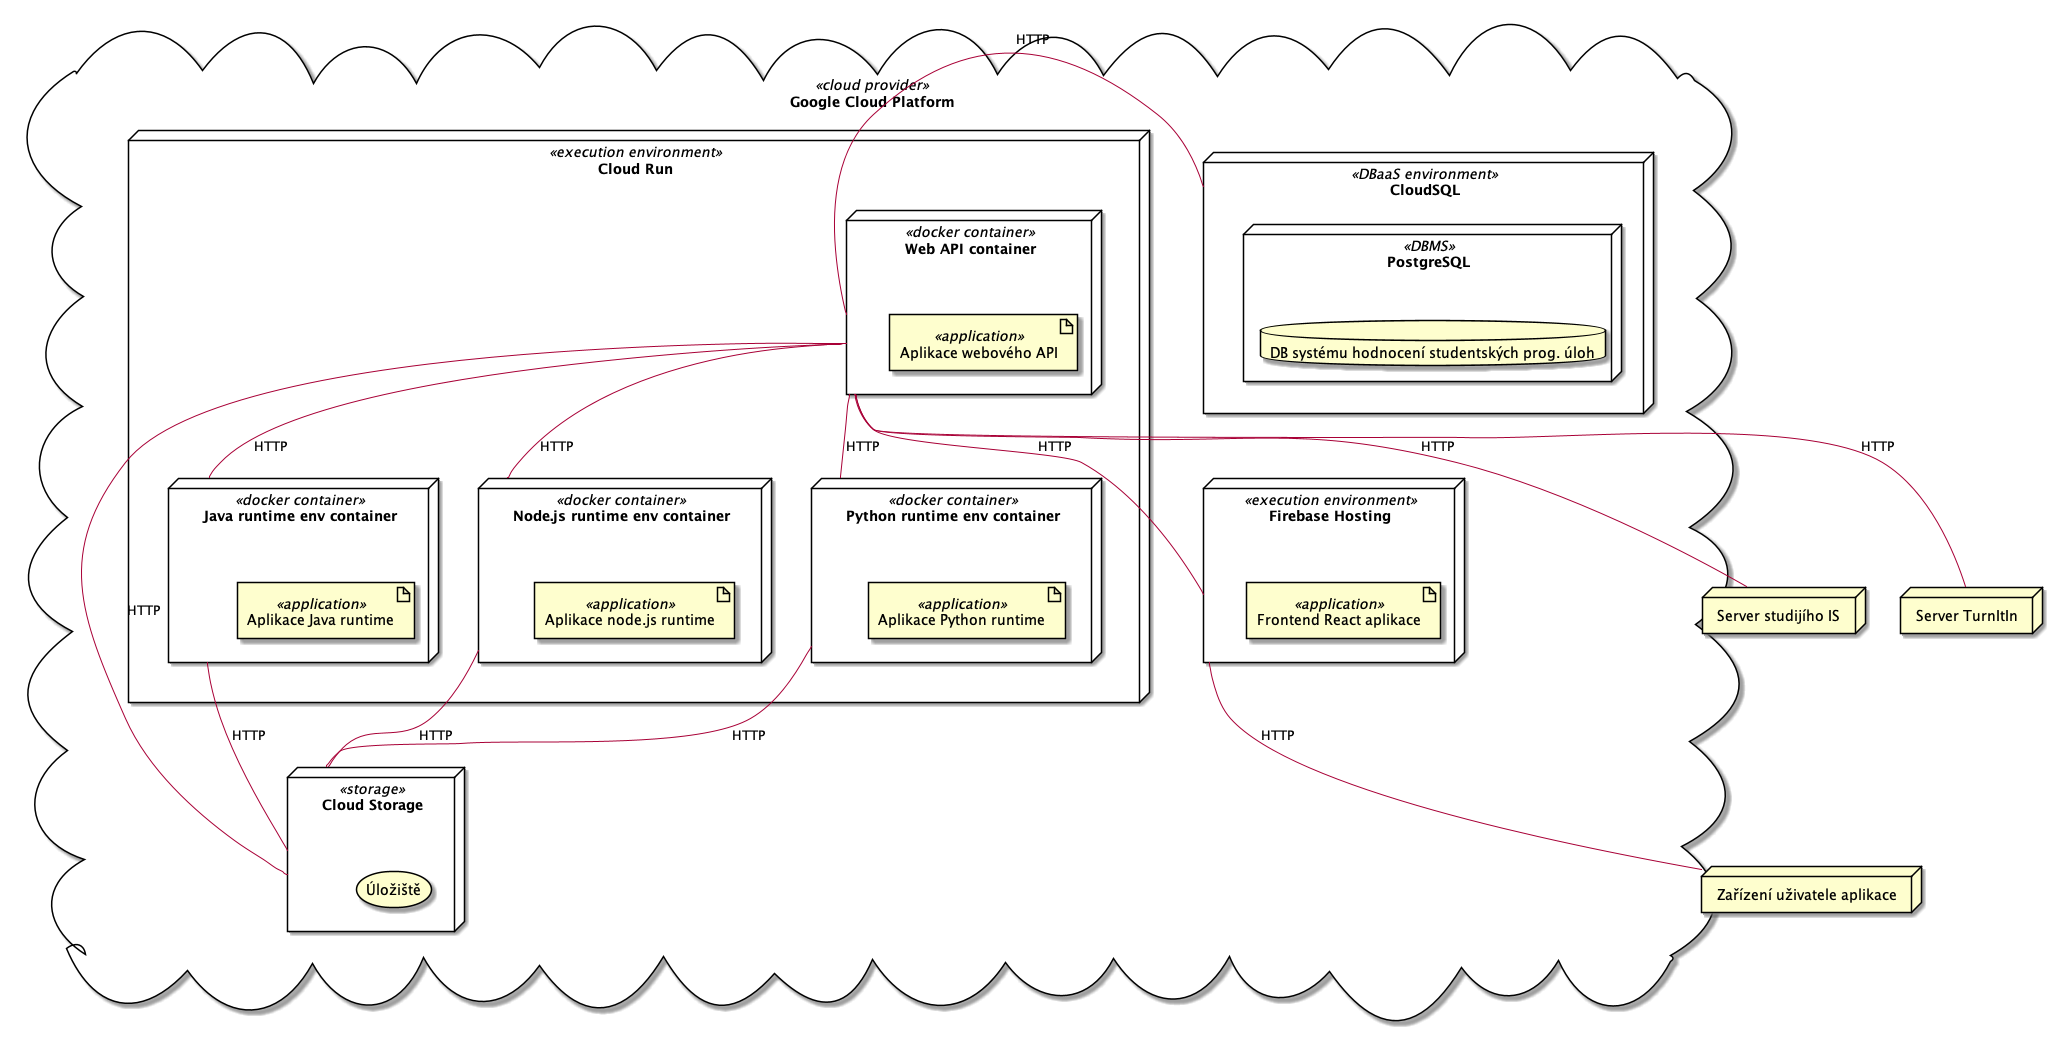 HTTP
«cloud provider»
Google Cloud Platform
«execution environment»
Cloud Run
«DBaaS environment»
CloudSQL
«docker container»
Web API container
«DBMS»
PostgreSQL
«application»
Aplikace webového API
DB systému hodnocení studentských prog. úloh
HTTP
HTTP
HTTP
HTTP
HTTP
HTTP
«docker container»
Java runtime env container
«docker container»
Node.js runtime env container
«docker container»
Python runtime env container
«execution environment»
Firebase Hosting
HTTP
«application»
Aplikace Java runtime
«application»
Aplikace node.js runtime
«application»
Aplikace Python runtime
«application»
Frontend React aplikace
Server studijího IS
Server TurnItIn
HTTP
HTTP
HTTP
HTTP
«storage»
Cloud Storage
Úložiště
Zařízení uživatele aplikace